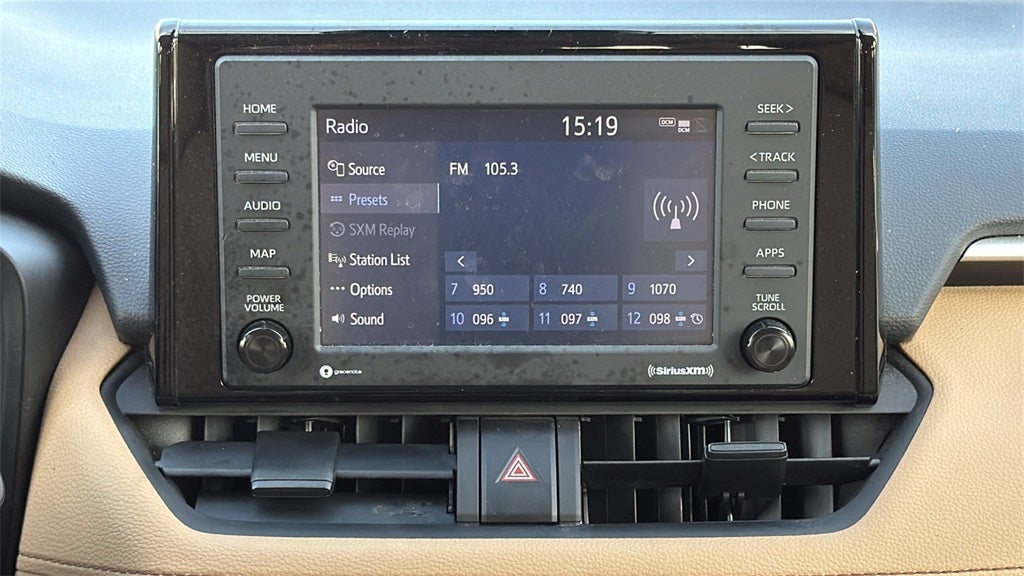 HOME
MENU
AUDIO
MAP
POWER
VOLUME
Radio 15:19 DCM DCM
Source
Presets
SXM Replay
Station List
Options
Sound
FM 105.3
< >
7 950 8 740 9 1070
10 096 11 097 12 098
SEEK >
< TRACK
PHONE
APPS
TUNE
SCROLL
gracenote
SiriusXM